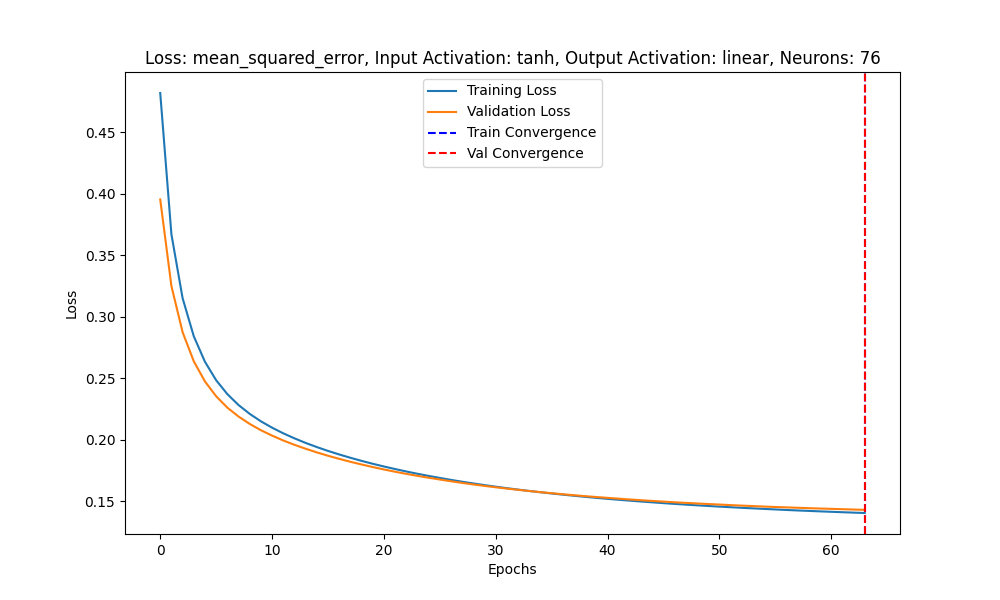 Loss: mean_squared_error, Input Activation: tanh, Output Activation: linear, Neurons: 76
Training Loss
Validation Loss
Train Convergence
Val Convergence
Loss
0.45
0.40
0.35
0.30
0.25
0.20
0.15
0 10 20 30 40 50 60
Epochs